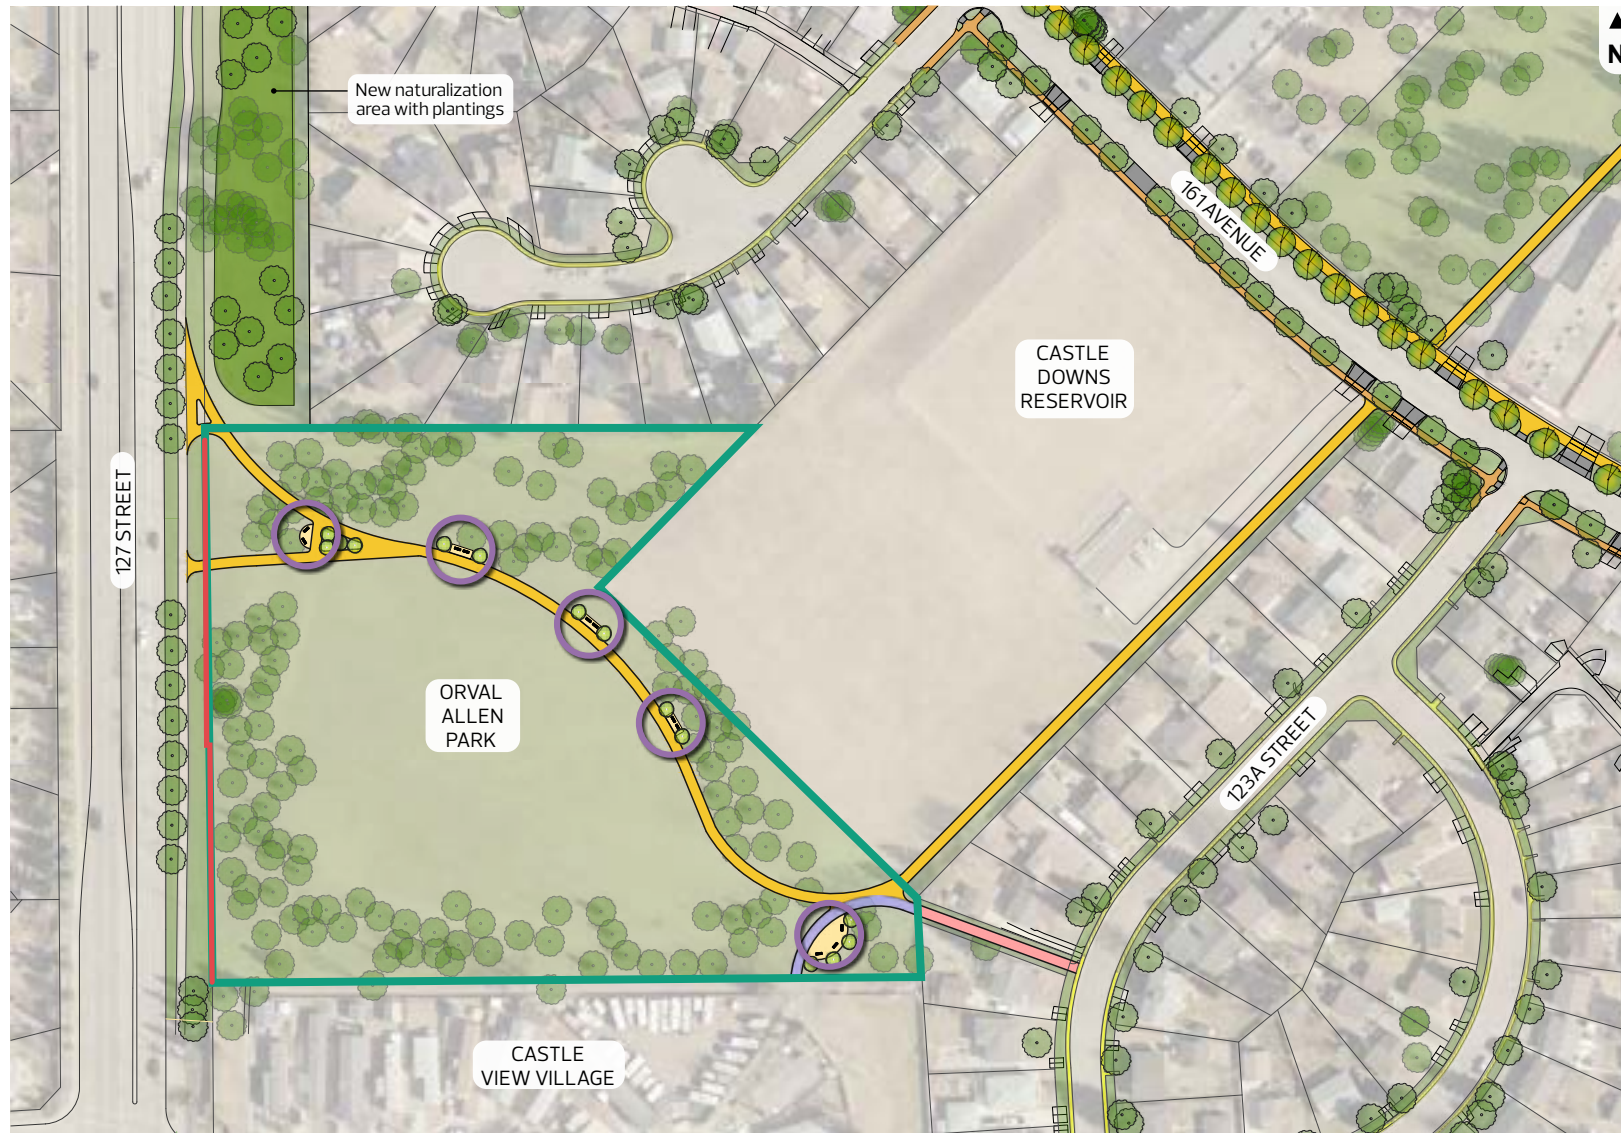 N
New naturalization
area with plantings
161 AVENUE
CASTLE
DOWNS
RESERVOIR
127 STREET
ORVAL
ALLEN
PARK
123A STREET
CASTLE
VIEW VILLAGE